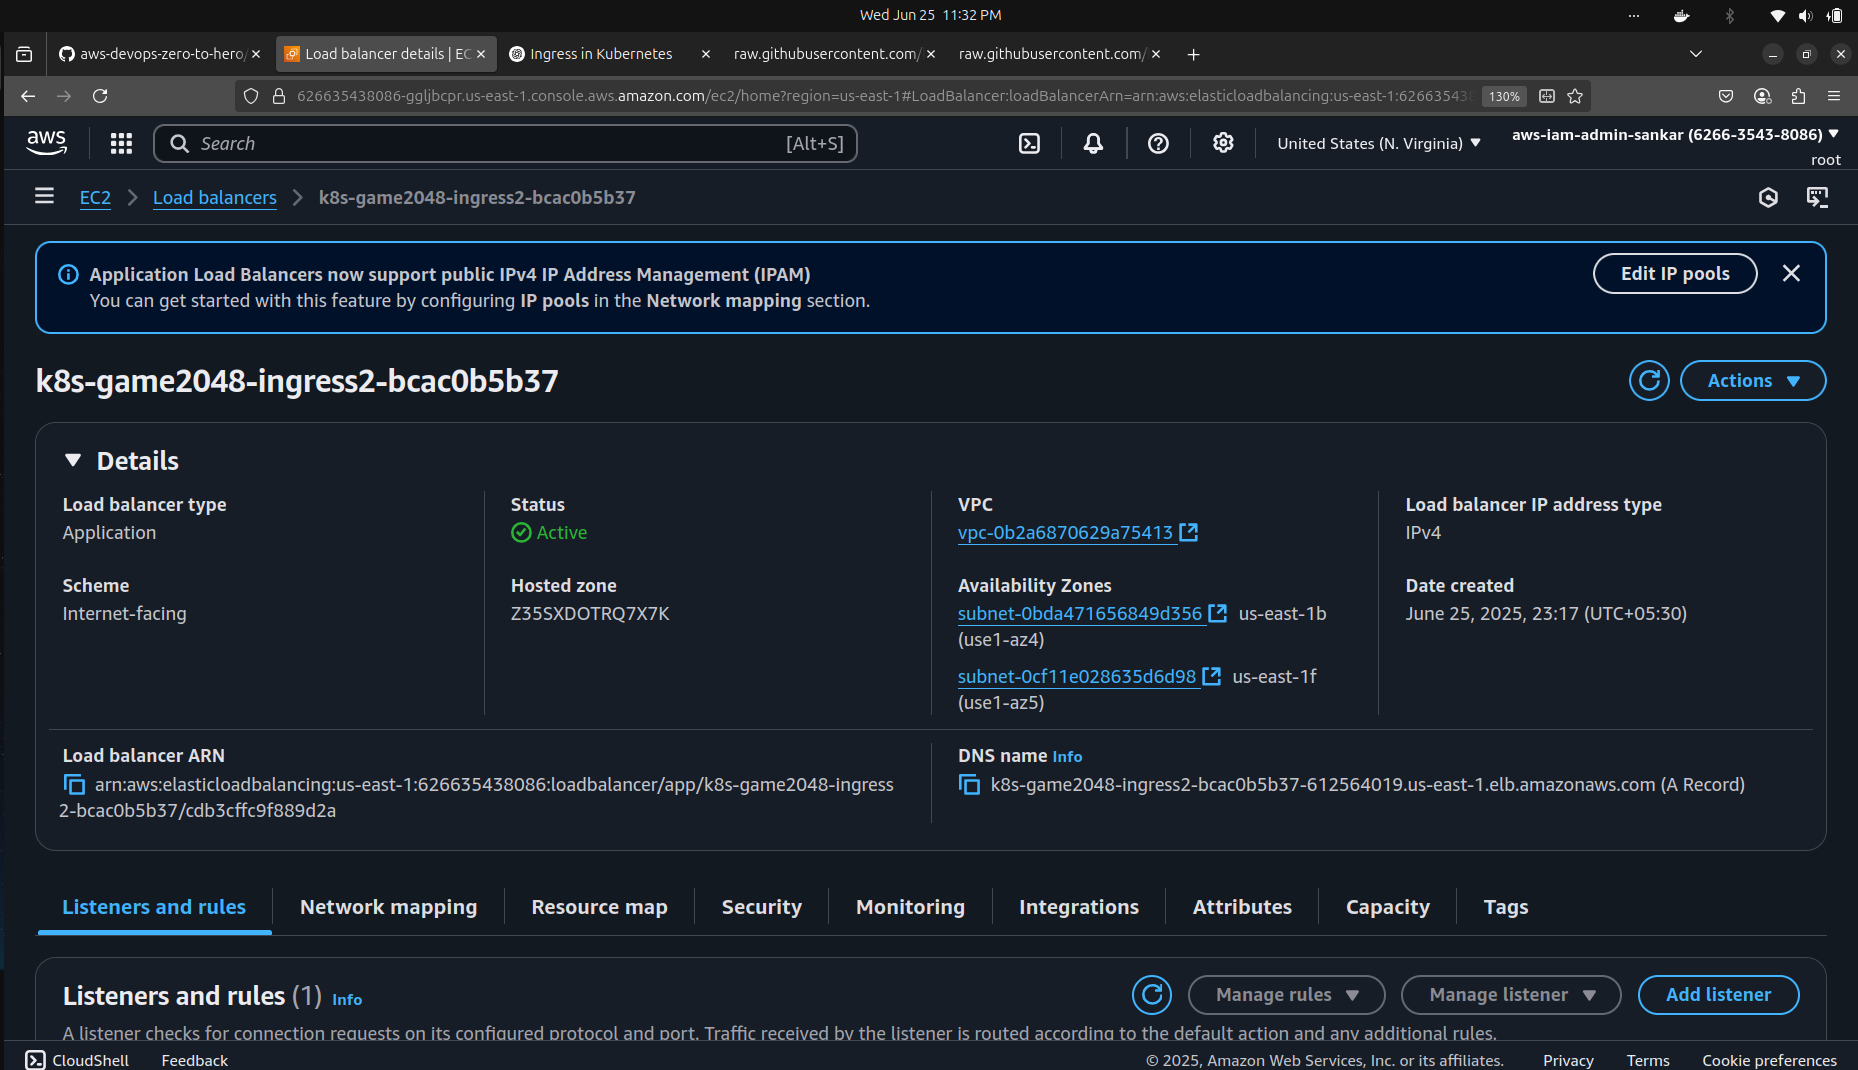 Wed Jun 25 11:32 PM
aws-devops-zero-to-hero/
Load balancer details | EC
Ingress in Kubernetes
raw.githubusercontent.com/
raw.githubusercontent.com/
626635438086-ggljbcpr.us-east-1.console.aws.amazon.com/ec2/home?region=us-east-1#LoadBalancer:loadBalancerArn=arn:aws:elasticloadbalancing:us-east-1:62663543
130%
aws
Search
[Alt+S]
United States (N. Virginia)
aws-iam-admin-sankar (6266-3543-8086)
root
EC2
Load balancers
k8s-game2048-ingress2-bcac0b5b37
Application Load Balancers now support public IPv4 IP Address Management (IPAM)
You can get started with this feature by configuring IP pools in the Network mapping section.
Edit IP pools
k8s-game2048-ingress2-bcac0b5b37
Actions
Details
Load balancer type
Application
Status
Active
VPC
vpc-0b2a6870629a75413
Load balancer IP address type
IPv4
Scheme
Internet-facing
Hosted zone
Z35SXDOTRQ7X7K
Availability Zones
subnet-0bda471656849d356 us-east-1b
(use1-az4)
subnet-0cf11e028635d6d98 us-east-1f
(use1-az5)
Date created
June 25, 2025, 23:17 (UTC+05:30)
Load balancer ARN
arn:aws:elasticloadbalancing:us-east-1:626635438086:loadbalancer/app/k8s-game2048-ingress
2-bcac0b5b37/cdb3cffc9f889d2a
DNS name Info
k8s-game2048-ingress2-bcac0b5b37-612564019.us-east-1.elb.amazonaws.com (A Record)
Listeners and rules
Network mapping
Resource map
Security
Monitoring
Integrations
Attributes
Capacity
Tags
Listeners and rules (1) Info
Manage rules
Manage listener
Add listener
A listener checks for connection requests on its configured protocol and port. Traffic received by the listener is routed according to the default action and any additional rules.
CloudShell
Feedback
© 2025, Amazon Web Services, Inc. or its affiliates.
Privacy
Terms
Cookie preferences